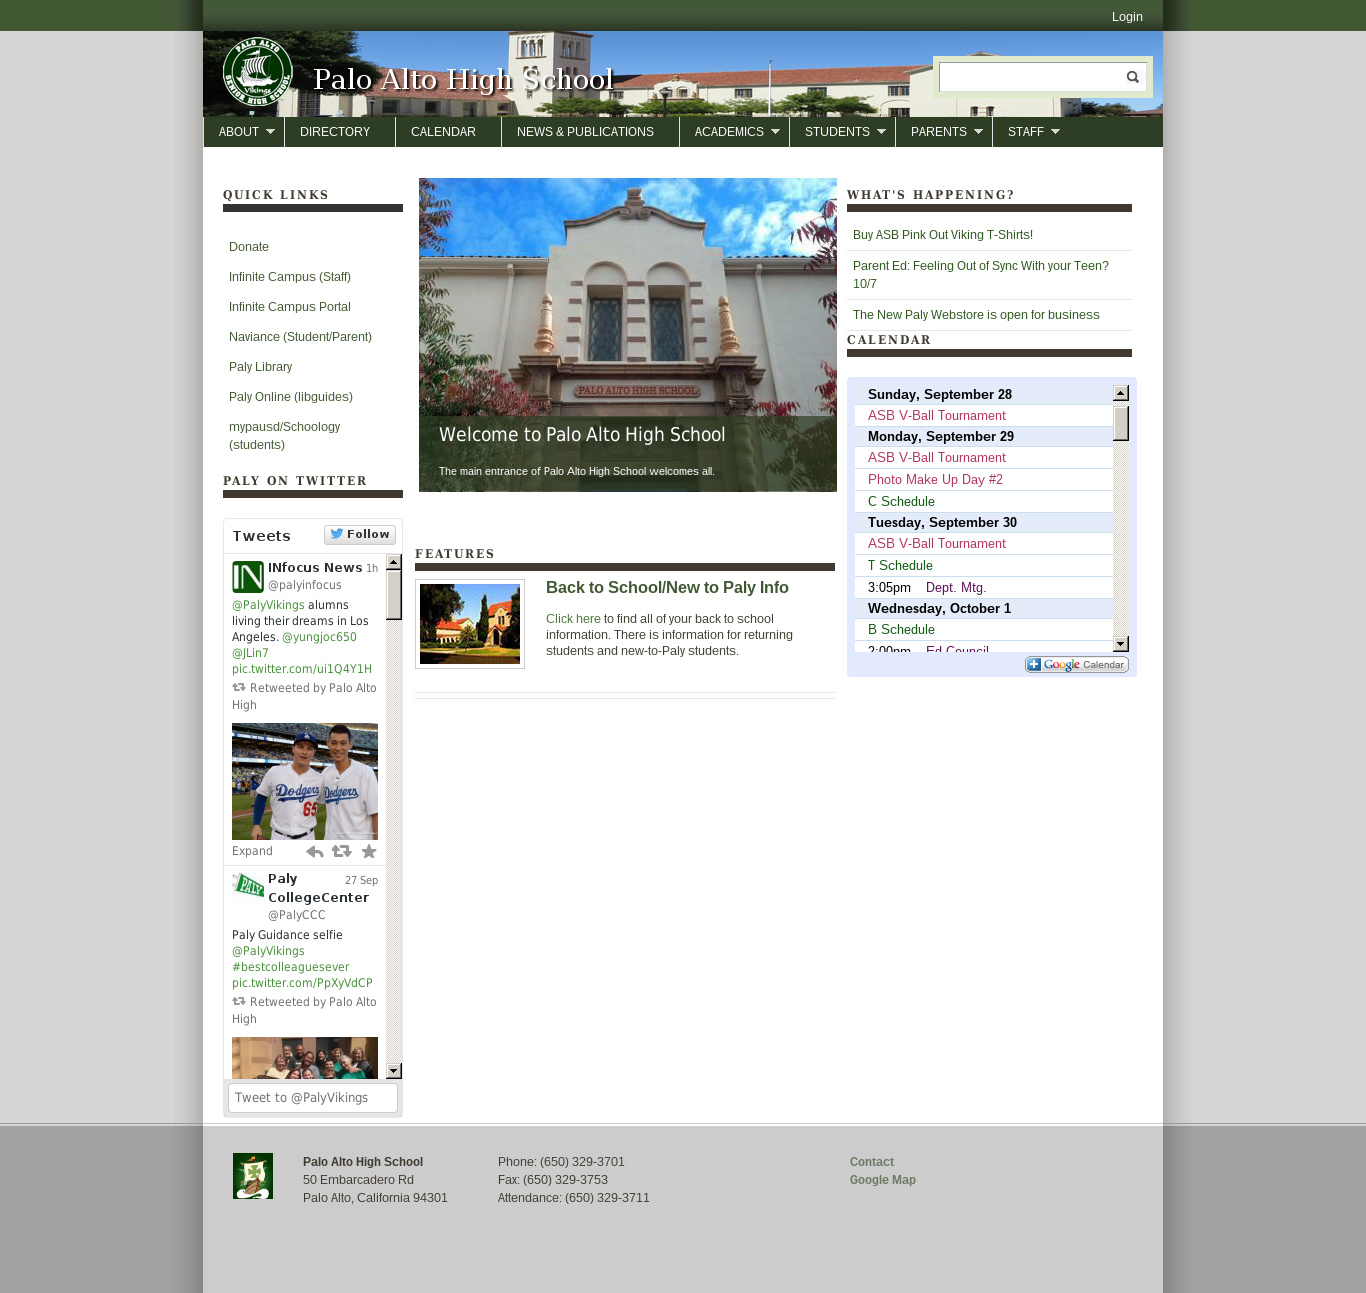 Login
PALO ALTO
Vikings
SENIOR HIGH SCHOOL
Palo Alto High School
ABOUT
DIRECTORY
CALENDAR
NEWS & PUBLICATIONS
ACADEMICS
STUDENTS
PARENTS
STAFF
QUICK LINKS
Donate
Infinite Campus (Staff)
Infinite Campus Portal
Naviance (Student/Parent)
Paly Library
Paly Online (libguides)
mypausd/Schoology
(students)
PALY ON TWITTER
Tweets
Follow
IN
INfocus News 1h
@palyinfocus
@PalyVikings alumns
living their dreams in Los
Angeles. @yungjoc650
@JLin7
pic.twitter.com/ui1Q4Y1H
Retweeted by Palo Alto
High
Dodgers
65
Dodgers
Expand
PALY
Paly 27 Sep
CollegeCenter
@PalyCCC
Paly Guidance selfie
@PalyVikings
#bestcolleaguesever
pic.twitter.com/PpXyVdCP
Retweeted by Palo Alto
High
Tweet to @PalyVikings
PALO ALTO HIGH SCHOOL
Welcome to Palo Alto High School
The main entrance of Palo Alto High School welcomes all.
FEATURES
Back to School/New to Paly Info
Click here to find all of your back to school
information. There is information for returning
students and new-to-Paly students.
WHAT'S HAPPENING?
Buy ASB Pink Out Viking T-Shirts!
Parent Ed: Feeling Out of Sync With your Teen?
10/7
The New Paly Webstore is open for business
CALENDAR
Sunday, September 28
ASB V-Ball Tournament
Monday, September 29
ASB V-Ball Tournament
Photo Make Up Day #2
C Schedule
Tuesday, September 30
ASB V-Ball Tournament
T Schedule
3:05pm Dept. Mtg.
Wednesday, October 1
B Schedule
2:00pm Ed Council
Google Calendar
Palo Alto High School
50 Embarcadero Rd
Palo Alto, California 94301
Phone: (650) 329-3701
Fax: (650) 329-3753
Attendance: (650) 329-3711
Contact
Google Map